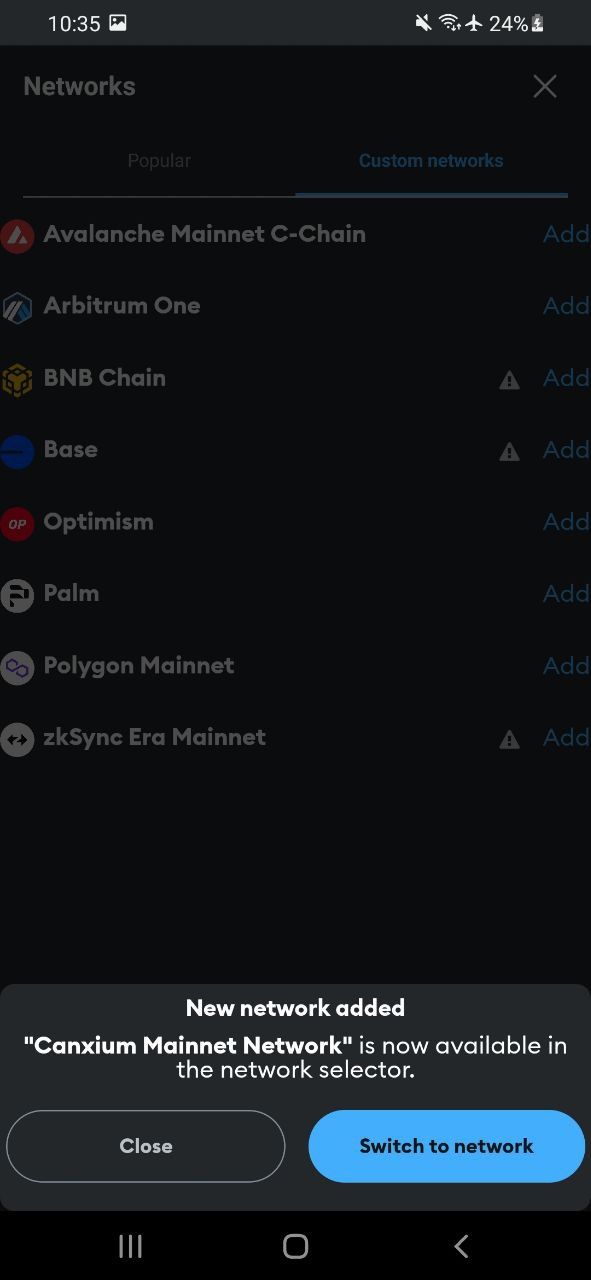 10:35 24%
Networks
Popular Custom networks
Avalanche Mainnet C-Chain Add
Arbitrum One Add
BNB Chain Add
Base Add
OP Optimism Add
Palm Add
Polygon Mainnet Add
zkSync Era Mainnet Add
New network added
"Canxium Mainnet Network" is now available in
the network selector.
Close Switch to network